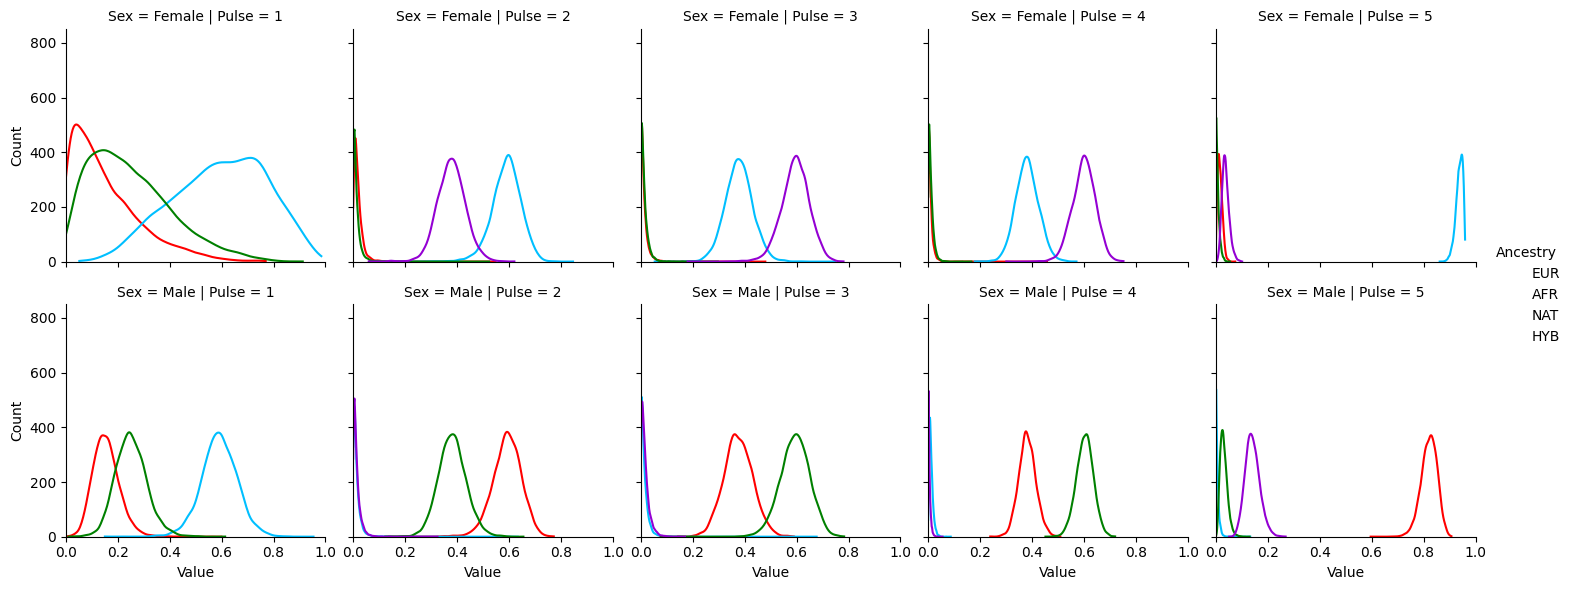 Sex = Female | Pulse = 1
Sex = Female | Pulse = 2
Sex = Female | Pulse = 3
Sex = Female | Pulse = 4
Sex = Female | Pulse = 5
800
600
400
200
0
Count
Sex = Male | Pulse = 1
Sex = Male | Pulse = 2
Sex = Male | Pulse = 3
Sex = Male | Pulse = 4
Sex = Male | Pulse = 5
800
600
400
200
0
Count
0.0 0.2 0.4 0.6 0.8 1.0
0.0 0.2 0.4 0.6 0.8 1.0
0.0 0.2 0.4 0.6 0.8 1.0
0.0 0.2 0.4 0.6 0.8 1.0
0.0 0.2 0.4 0.6 0.8 1.0
Value
Value
Value
Value
Value
Ancestry
EUR
AFR
NAT
HYB